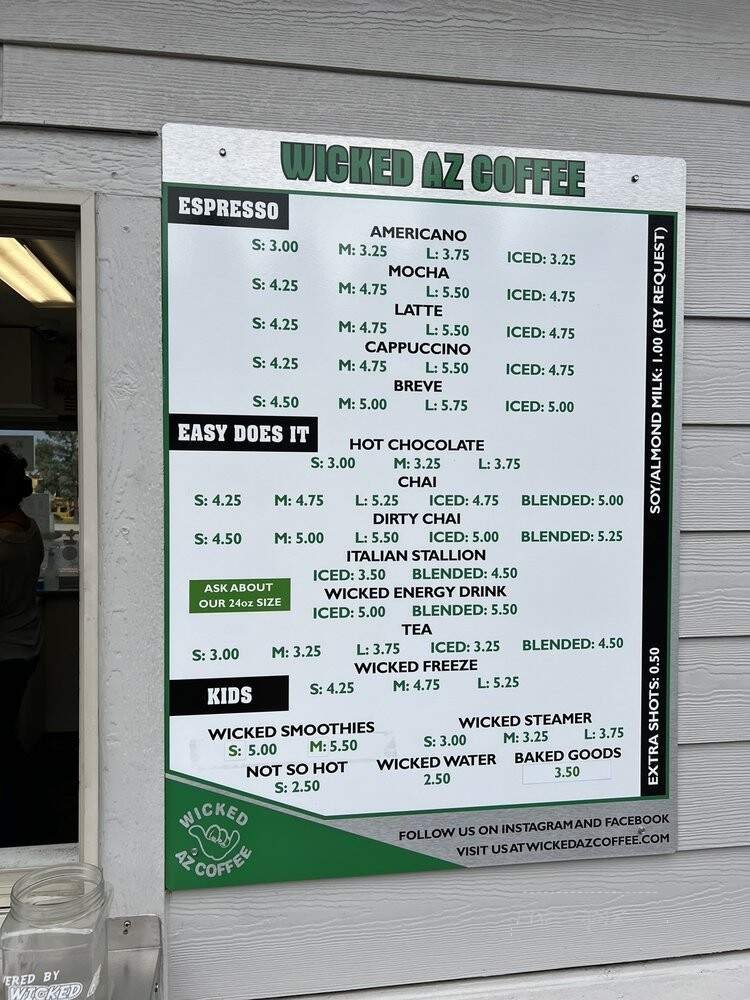 WICKED AZ COFFEE
ESPRESSO
AMERICANO
S: 3.00 M: 3.25 L: 3.75 ICED: 3.25
MOCHA
S: 4.25 M: 4.75 L: 5.50 ICED: 4.75
LATTE
S: 4.25 M: 4.75 L: 5.50 ICED: 4.75
CAPPUCCINO
S: 4.25 M: 4.75 L: 5.50 ICED: 4.75
BREVE
S: 4.50 M: 5.00 L: 5.75 ICED: 5.00
EASY DOES IT
HOT CHOCOLATE
S: 3.00 M: 3.25 L: 3.75
CHAI
S: 4.25 M: 4.75 L: 5.25 ICED: 4.75 BLENDED: 5.00
DIRTY CHAI
S: 4.50 M: 5.00 L: 5.50 ICED: 5.00 BLENDED: 5.25
ITALIAN STALLION
ICED: 3.50 BLENDED: 4.50
ASK ABOUT
OUR 24oz SIZE
WICKED ENERGY DRINK
ICED: 5.00 BLENDED: 5.50
TEA
S: 3.00 M: 3.25 L: 3.75 ICED: 3.25 BLENDED: 4.50
WICKED FREEZE
S: 4.25 M: 4.75 L: 5.25
KIDS
WICKED SMOOTHIES WICKED STEAMER
S: 5.00 M: 5.50 S: 3.00 M: 3.25 L: 3.75
NOT SO HOT WICKED WATER BAKED GOODS
S: 2.50 2.50 3.50
SOY/ALMOND MILK: 1.00 (BY REQUEST)
EXTRA SHOTS: 0.50
WICKED
AZ COFFEE
FOLLOW US ON INSTAGRAM AND FACEBOOK
VISIT US AT WICKEDAZCOFFEE.COM
ERED BY
WICKED